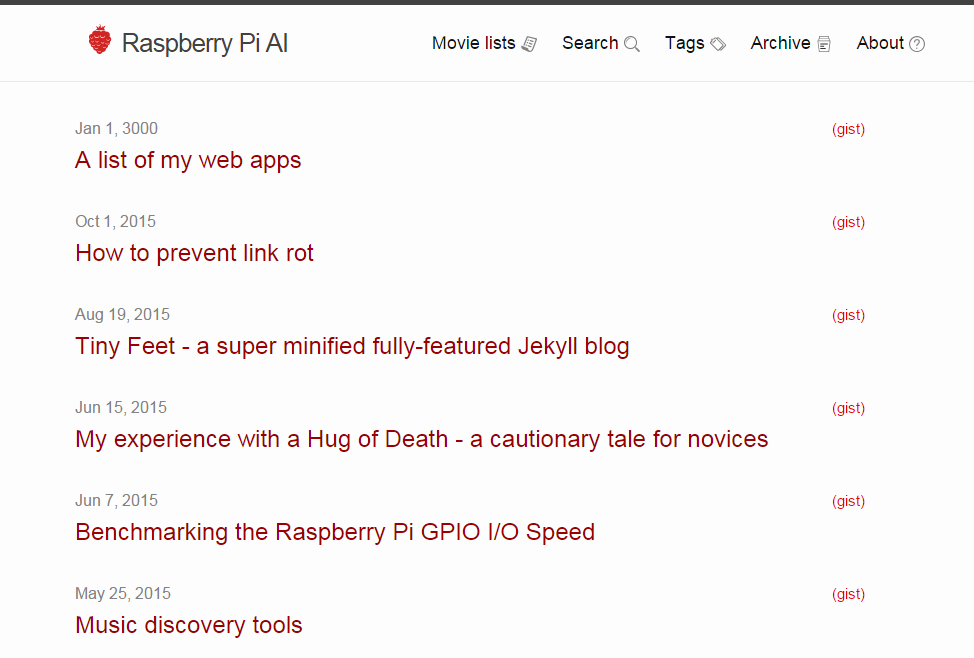 Raspberry Pi AI
Movie lists Search Tags Archive About
Jan 1, 3000 (gist)
A list of my web apps
Oct 1, 2015 (gist)
How to prevent link rot
Aug 19, 2015 (gist)
Tiny Feet - a super minified fully-featured Jekyll blog
Jun 15, 2015 (gist)
My experience with a Hug of Death - a cautionary tale for novices
Jun 7, 2015 (gist)
Benchmarking the Raspberry Pi GPIO I/O Speed
May 25, 2015 (gist)
Music discovery tools